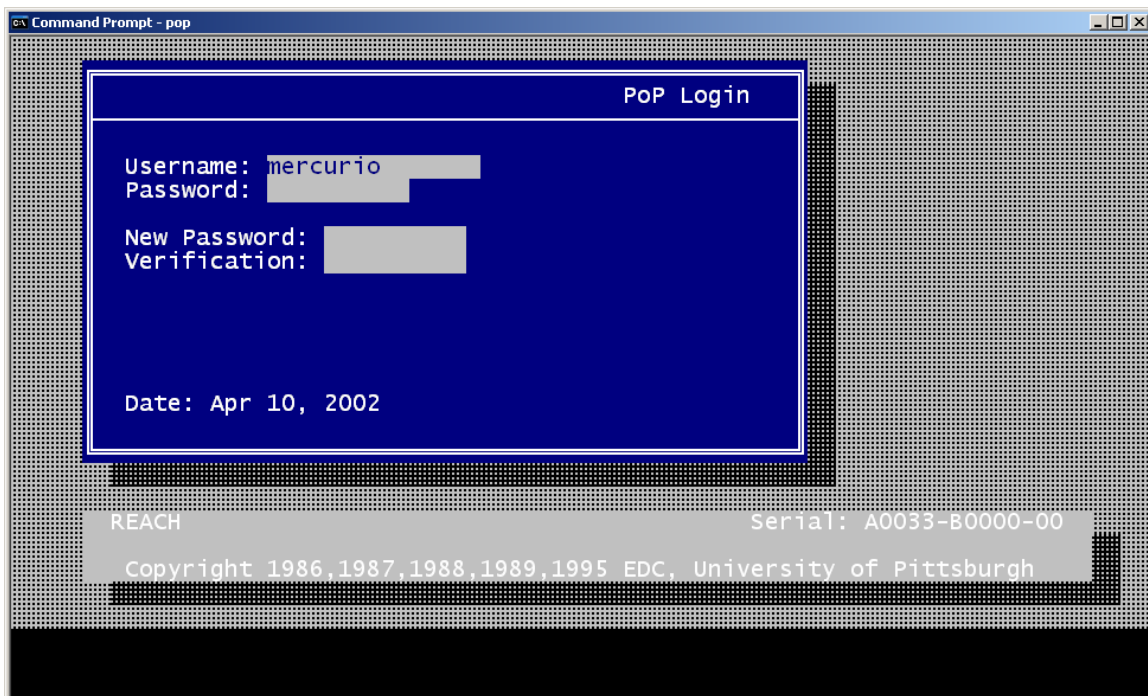 Command Prompt - pop
PoP Login
Username: mercurio
Password:
New Password:
Verification:
Date: Apr 10, 2002
REACH Serial: A0033-B0000-00
Copyright 1986,1987,1988,1989,1995 EDC, University of Pittsburgh